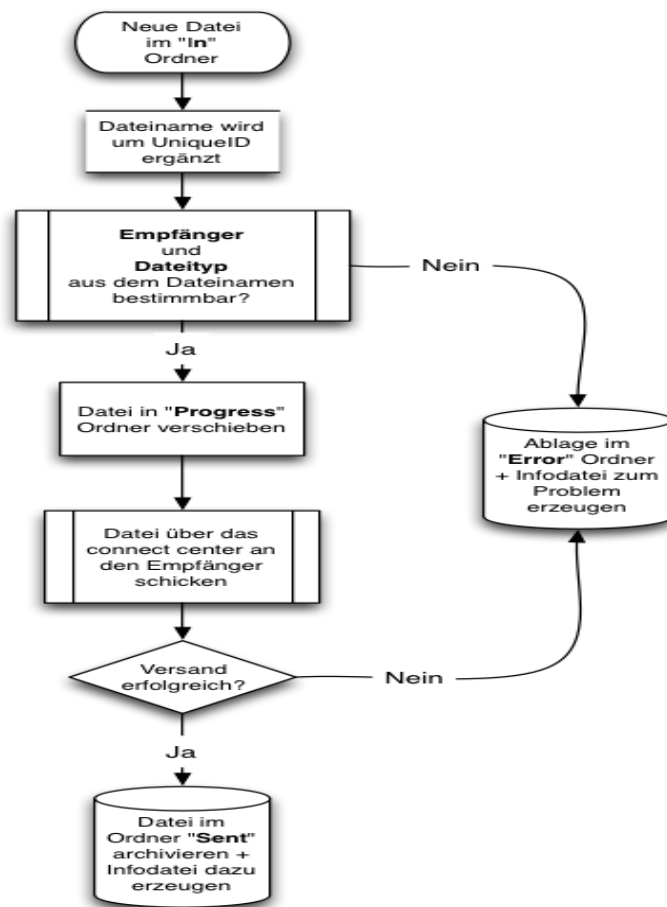 Neue Datei
im "In"
Ordner
Dateiname wird
um UniqueID
ergänzt
Empfänger
und
Dateityp
aus dem Dateinamen
bestimmbar?
Nein
Ja
Datei in "Progress"
Ordner verschieben
Ablage im
"Error" Ordner
+ Infodatei zum
Problem
erzeugen
Datei über das
connect center an
den Empfänger
schicken
Versand
erfolgreich?
Nein
Ja
Datei im
Ordner "Sent"
archivieren +
Infodatei dazu
erzeugen